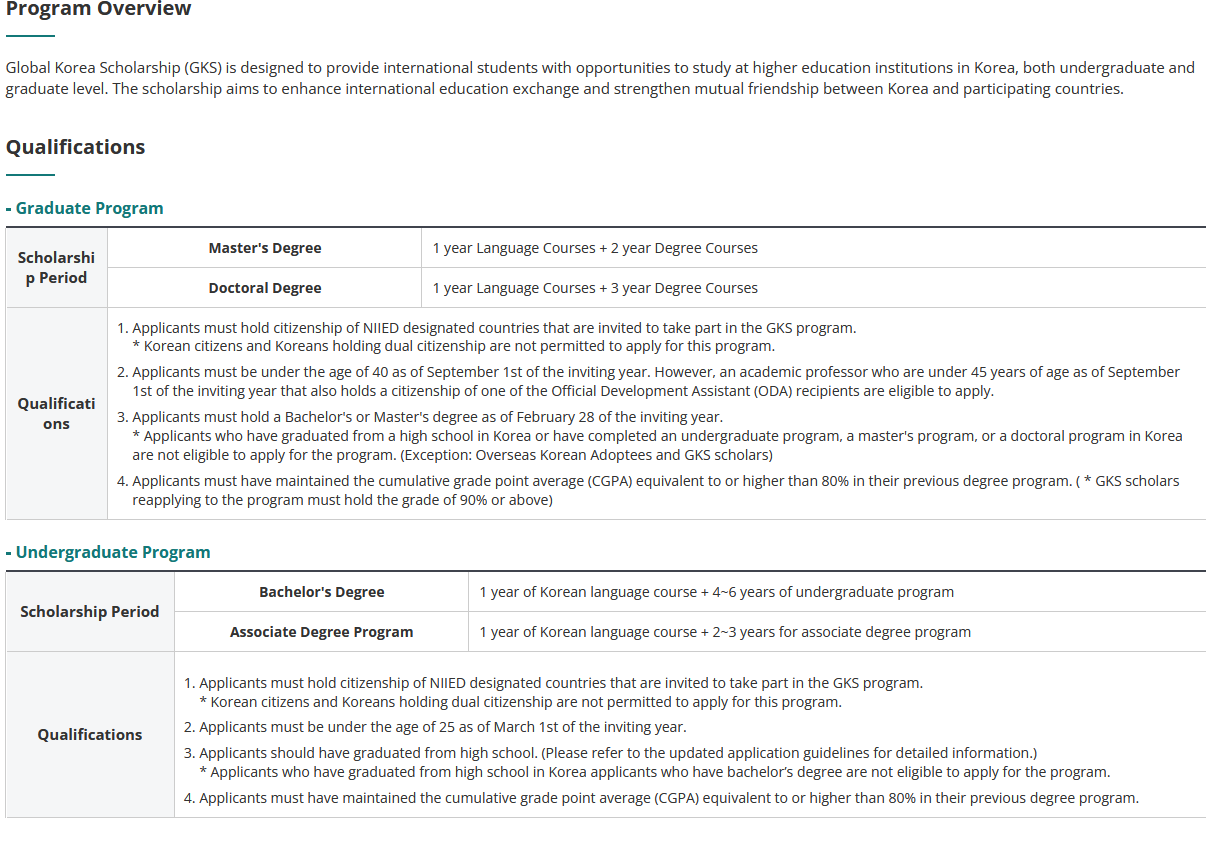 Program Overview
Global Korea Scholarship (GKS) is designed to provide international students with opportunities to study at higher education institutions in Korea, both undergraduate and
graduate level. The scholarship aims to enhance international education exchange and strengthen mutual friendship between Korea and participating countries.
Qualifications
- Graduate Program
Scholarshi
p Period
Master's Degree
1 year Language Courses + 2 year Degree Courses
Doctoral Degree
1 year Language Courses + 3 year Degree Courses
Qualificati
ons
1. Applicants must hold citizenship of NIIED designated countries that are invited to take part in the GKS program.
* Korean citizens and Koreans holding dual citizenship are not permitted to apply for this program.
2. Applicants must be under the age of 40 as of September 1st of the inviting year. However, an academic professor who are under 45 years of age as of September
1st of the inviting year that also holds a citizenship of one of the Official Development Assistant (ODA) recipients are eligible to apply.
3. Applicants must hold a Bachelor's or Master's degree as of February 28 of the inviting year.
* Applicants who have graduated from a high school in Korea or have completed an undergraduate program, a master's program, or a doctoral program in Korea
are not eligible to apply for the program. (Exception: Overseas Korean Adoptees and GKS scholars)
4. Applicants must have maintained the cumulative grade point average (CGPA) equivalent to or higher than 80% in their previous degree program. ( * GKS scholars
reapplying to the program must hold the grade of 90% or above)
- Undergraduate Program
Scholarship Period
Bachelor's Degree
1 year of Korean language course + 4~6 years of undergraduate program
Associate Degree Program
1 year of Korean language course + 2~3 years for associate degree program
Qualifications
1. Applicants must hold citizenship of NIIED designated countries that are invited to take part in the GKS program.
* Korean citizens and Koreans holding dual citizenship are not permitted to apply for this program.
2. Applicants must be under the age of 25 as of March 1st of the inviting year.
3. Applicants should have graduated from high school. (Please refer to the updated application guidelines for detailed information.)
* Applicants who have graduated from high school in Korea applicants who have bachelor’s degree are not eligible to apply for the program.
4. Applicants must have maintained the cumulative grade point average (CGPA) equivalent to or higher than 80% in their previous degree program.